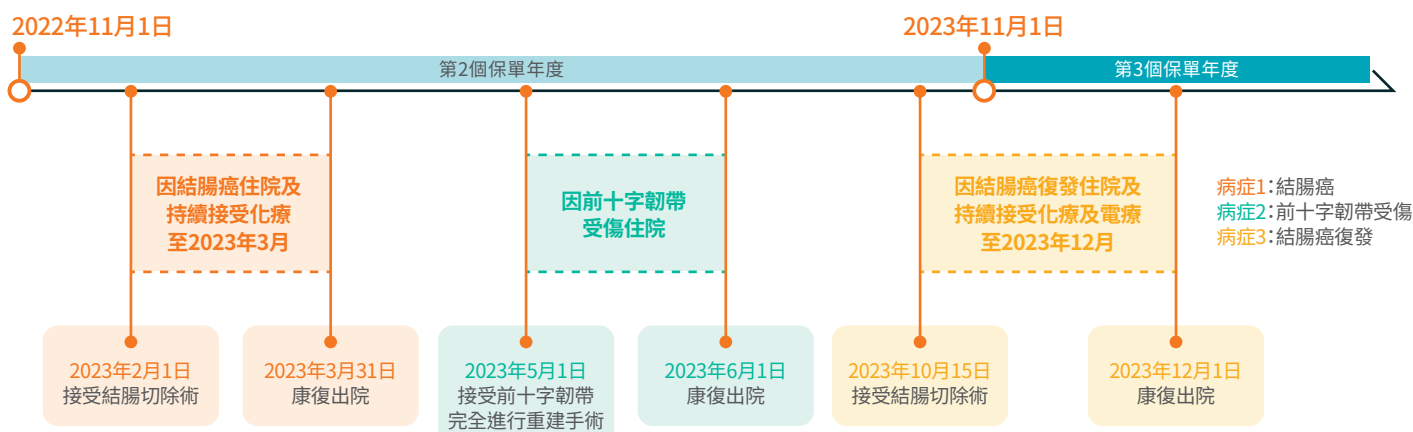 2022年11月1日
2023年11月1日
第2個保單年度
第3個保單年度
因結腸癌住院及
持續接受化療
至2023年3月
因前十字韌帶
受傷住院
因結腸癌復發住院及
持續接受化療及電療
至2023年12月
病症1：結腸癌
病症2：前十字韌帶受傷
病症3：結腸癌復發
2023年2月1日
接受結腸切除術
2023年3月31日
康復出院
2023年5月1日
接受前十字韌帶
完全進行重建手術
2023年6月1日
康復出院
2023年10月15日
接受結腸切除術
2023年12月1日
康復出院